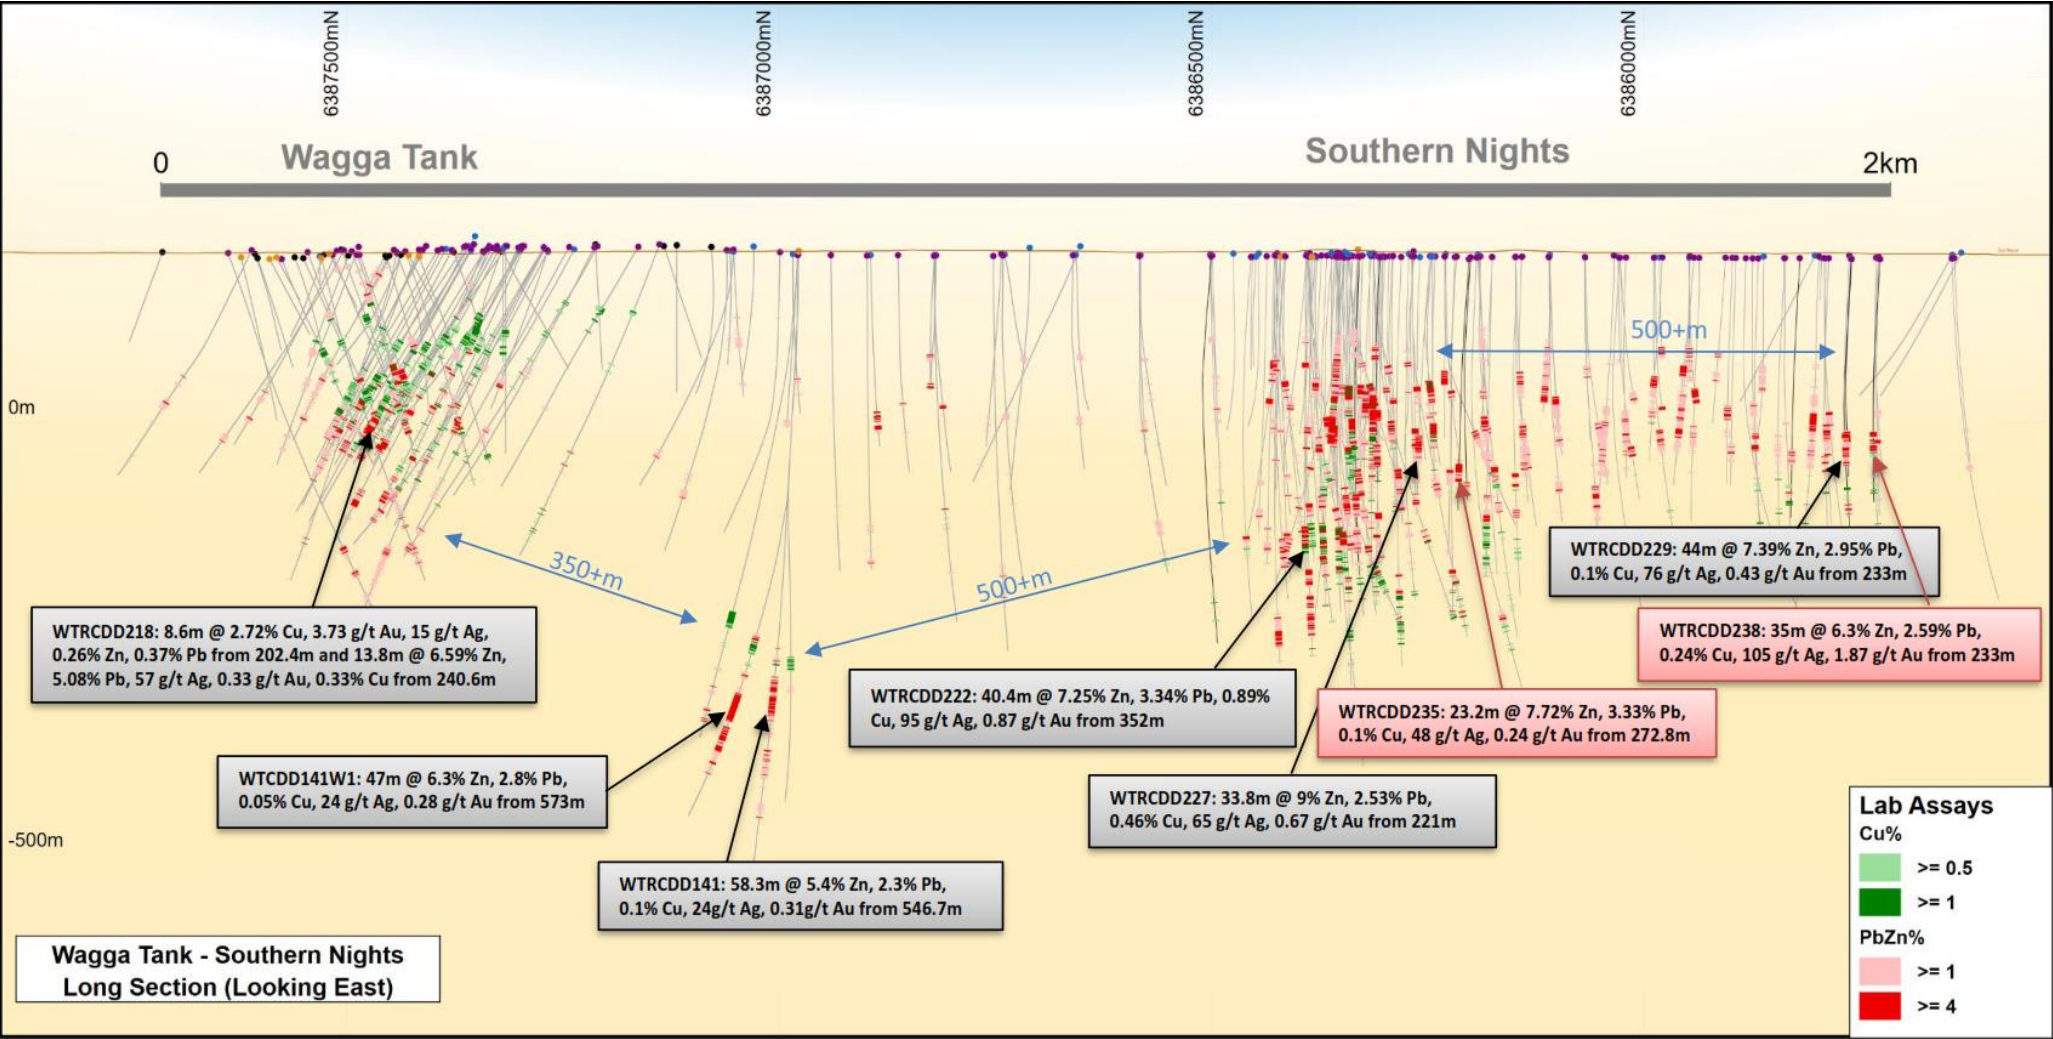 6387500mN
6387000mN
6386500mN
6386000mN
Wagga Tank
Southern Nights
0
2km
500+m
0m
350+m
500+m
WTRCDD229: 44m @ 7.39% Zn, 2.95% Pb,
0.1% Cu, 76 g/t Ag, 0.43 g/t Au from 233m
WTRCDD218: 8.6m @ 2.72% Cu, 3.73 g/t Au, 15 g/t Ag,
0.26% Zn, 0.37% Pb from 202.4m and 13.8m @ 6.59% Zn,
5.08% Pb, 57 g/t Ag, 0.33 g/t Au, 0.33% Cu from 240.6m
WTRCDD238: 35m @ 6.3% Zn, 2.59% Pb,
0.24% Cu, 105 g/t Ag, 1.87 g/t Au from 233m
WTRCDD222: 40.4m @ 7.25% Zn, 3.34% Pb, 0.89%
Cu, 95 g/t Ag, 0.87 g/t Au from 352m
WTRCDD235: 23.2m @ 7.72% Zn, 3.33% Pb,
0.1% Cu, 48 g/t Ag, 0.24 g/t Au from 272.8m
WTCDD141W1: 47m @ 6.3% Zn, 2.8% Pb,
0.05% Cu, 24 g/t Ag, 0.28 g/t Au from 573m
WTRCDD227: 33.8m @ 9% Zn, 2.53% Pb,
0.46% Cu, 65 g/t Ag, 0.67 g/t Au from 221m
-500m
WTRCDD141: 58.3m @ 5.4% Zn, 2.3% Pb,
0.1% Cu, 24g/t Ag, 0.31g/t Au from 546.7m
Lab Assays
Cu%
>= 0.5
>= 1
PbZn%
>= 1
>= 4
Wagga Tank - Southern Nights
Long Section (Looking East)